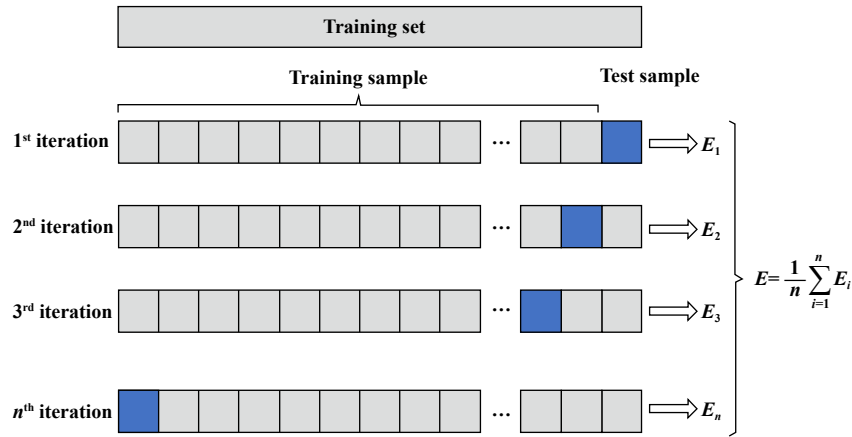 Training set
Training sample Test sample
1st iteration ... E1
2nd iteration ... E2
3rd iteration ... E3
nth iteration ... En
E= 1/n ∑ i=1 n Ei